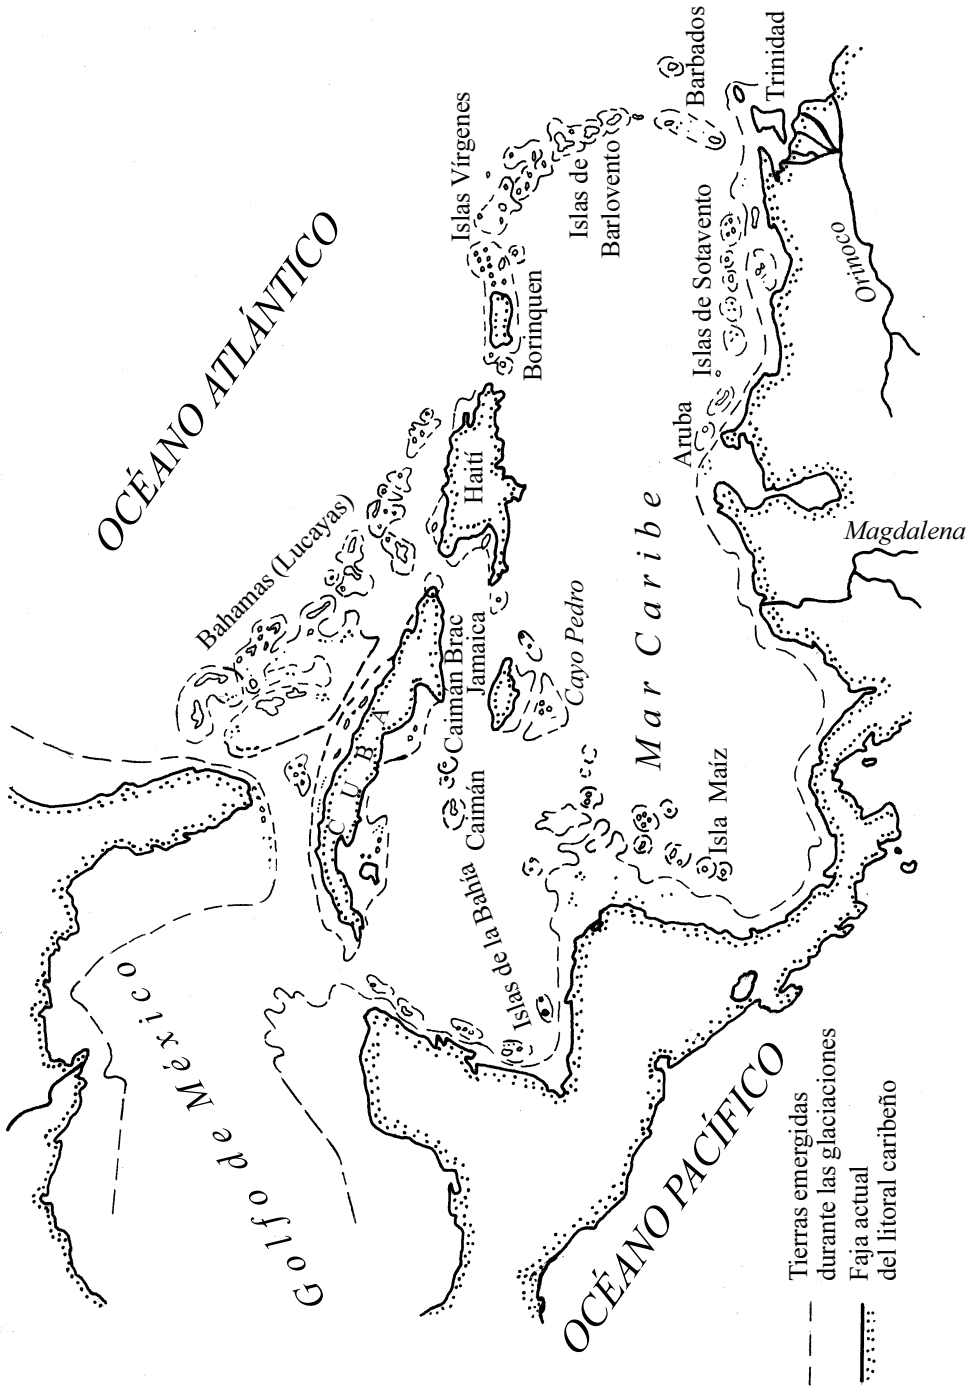 OCÉANO ATLÁNTICO
Golfo de México
Bahamas (Lucayas)
CUBA
Islas Vírgenes
Haití
Borinquen
Islas de
Barlovento
Caimán Brac
Caimán
Jamaica
Cayo Pedro
Islas de la Bahía
Mar Caribe
Isla Maíz
Barbados
Aruba
Islas de Sotavento
Trinidad
Magdalena
Orinoco
OCÉANO PACÍFICO
Tierras emergidas
durante las glaciaciones
Faja actual
del litoral caribeño